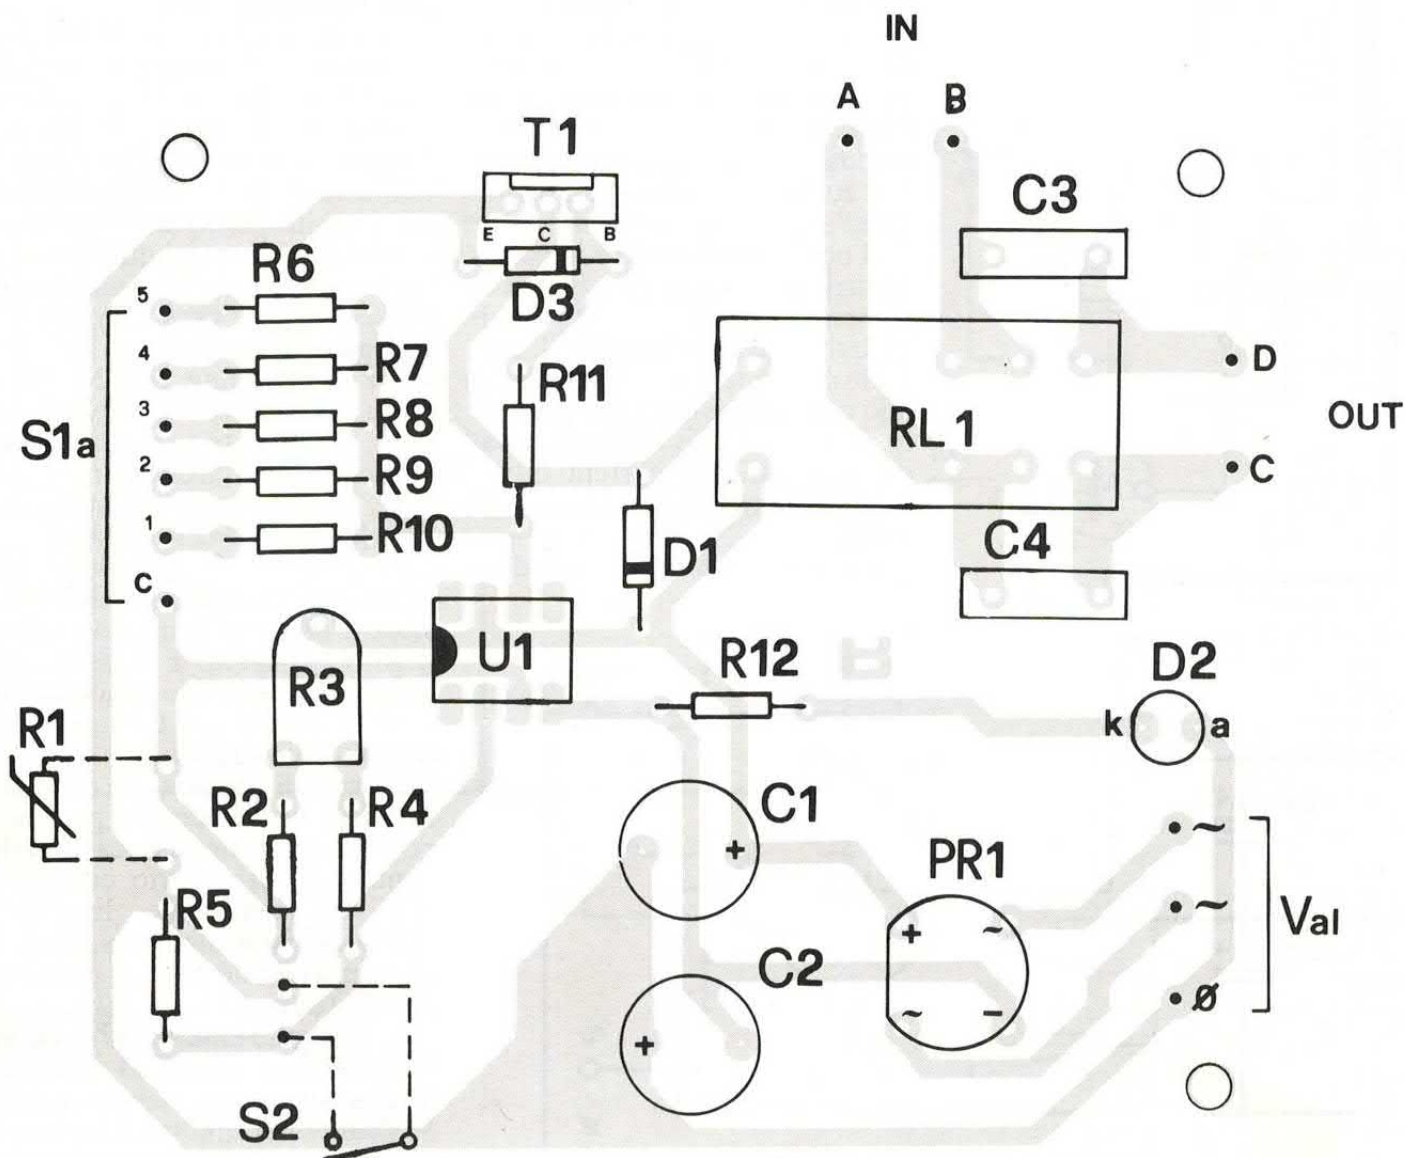 IN
A B
T1
C3
E C B
R6
D3
5
4 R7
R11
D
3 R8
S1a
RL1
OUT
2 R9
C
1 R10
D1
C4
C
U1
R12
D2
R3
k a
R1
R2 R4
C1
~
+
PR1
R5
~
Val
+ ~
C2
~ −
Ø
+
S2